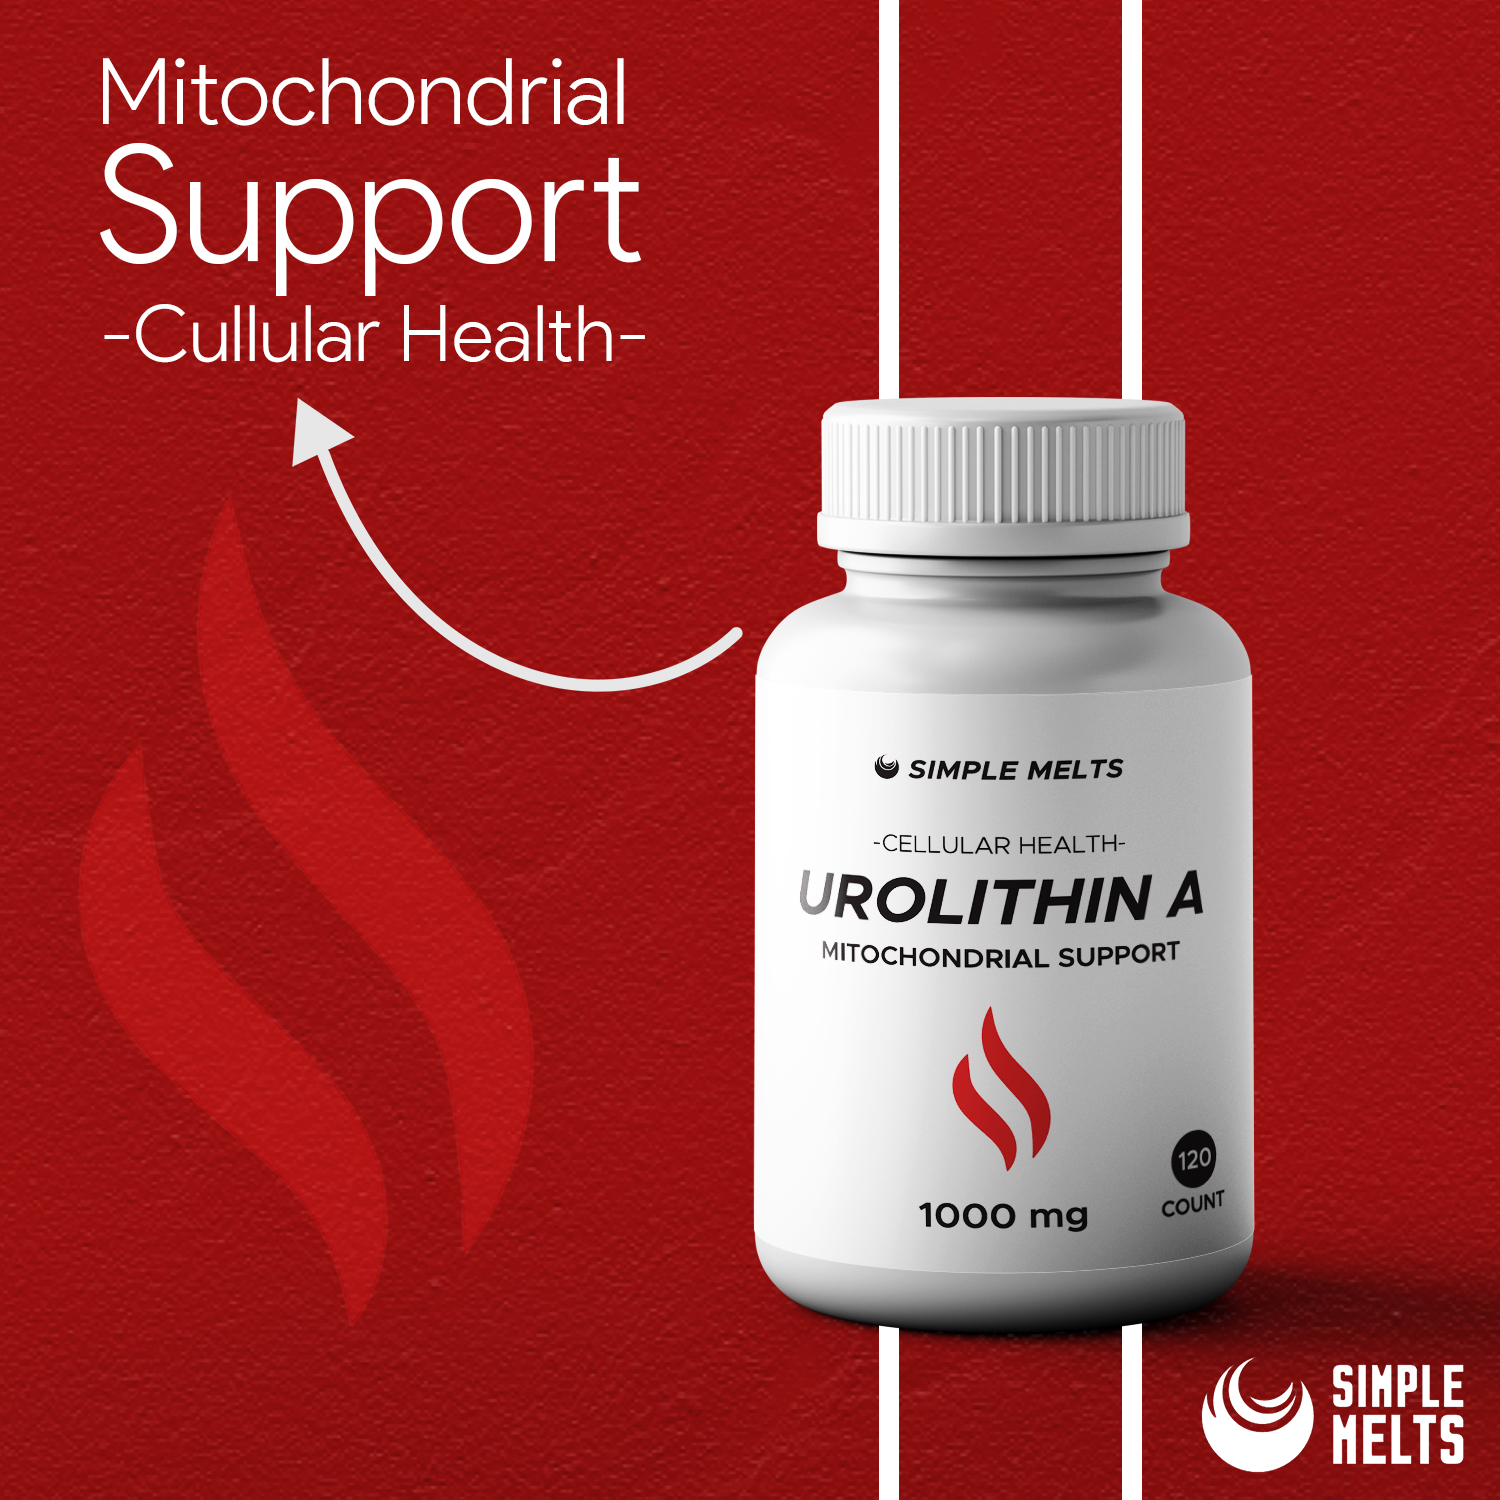 Mitochondrial
Support
-Cullular Health-
SIMPLE MELTS
-CELLULAR HEALTH-
UROLITHIN A
MITOCHONDRIAL SUPPORT
1000 mg
120
COUNT
SIMPLE
MELTS